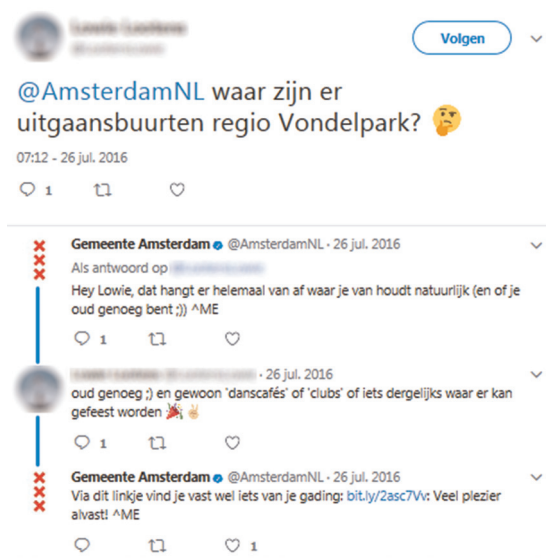 Volgen
@AmsterdamNL waar zijn er
uitgaansbuurten regio Vondelpark? 🤔
07:12 - 26 jul. 2016
1
Gemeente Amsterdam @AmsterdamNL · 26 jul. 2016
Als antwoord op
Hey Lowie, dat hangt er helemaal van af waar je van houdt natuurlijk (en of je
oud genoeg bent ;)) ^ME
1
· 26 jul. 2016
oud genoeg ;) en gewoon 'danscafés' of 'clubs' of iets dergelijks waar er kan
gefeest worden 🎉✌🏻
1
Gemeente Amsterdam @AmsterdamNL · 26 jul. 2016
Via dit linkje vind je vast wel iets van je gading: bit.ly/2asc7Vv: Veel plezier
alvast! ^ME
1